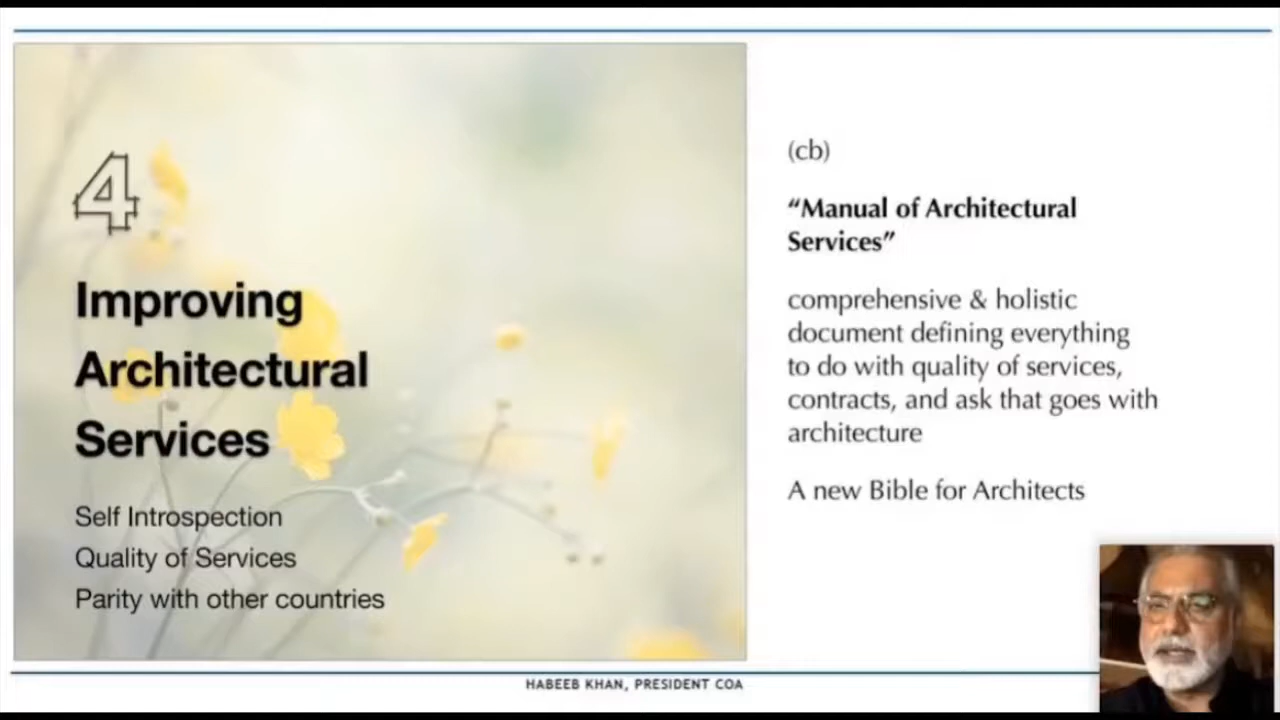 4
Improving
Architectural
Services
Self Introspection
Quality of Services
Parity with other countries
(cb)
“Manual of Architectural
Services”
comprehensive & holistic
document defining everything
to do with quality of services,
contracts, and ask that goes with
architecture
A new Bible for Architects
HABEEB KHAN, PRESIDENT COA